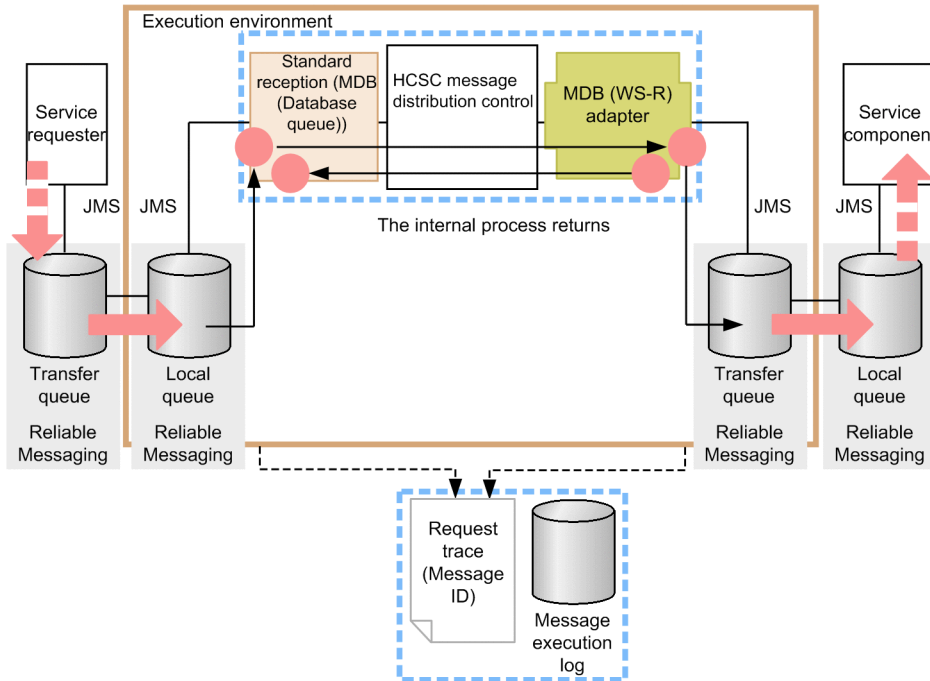 Execution environment
Service
requester
Standard
reception (MDB
(Database
queue))
HCSC message
distribution control
MDB (WS-R)
adapter
Service
component
JMS
JMS
The internal process returns
JMS
JMS
Transfer
queue
Reliable
Messaging
Local
queue
Reliable
Messaging
Transfer
queue
Reliable
Messaging
Local
queue
Reliable
Messaging
Request
trace
(Message
ID)
Message
execution
log